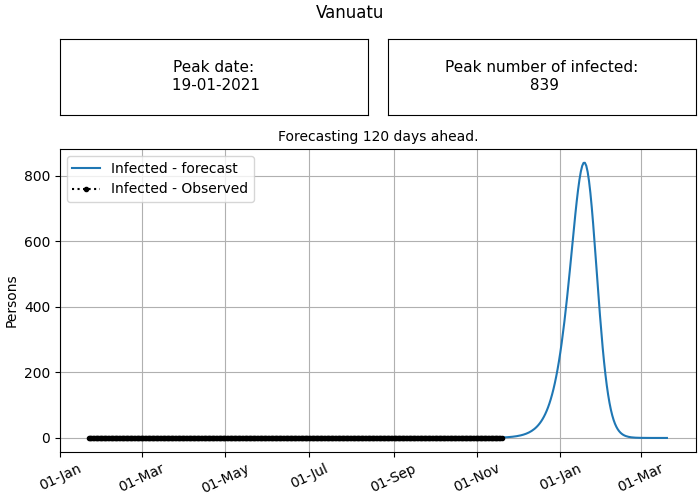 Vanuatu
Peak date:
19-01-2021
Peak number of infected:
839
Forecasting 120 days ahead.
Infected - forecast
Infected - Observed
Persons
800
600
400
200
0
01-Jan
01-Mar
01-May
01-Jul
01-Sep
01-Nov
01-Jan
01-Mar